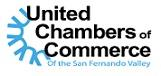 United
Chambers of
Commerce
Of the San Fernando Valley